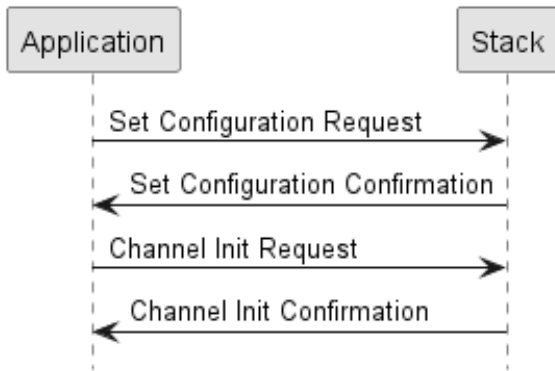 Application
Stack
Set Configuration Request
Set Configuration Confirmation
Channel Init Request
Channel Init Confirmation